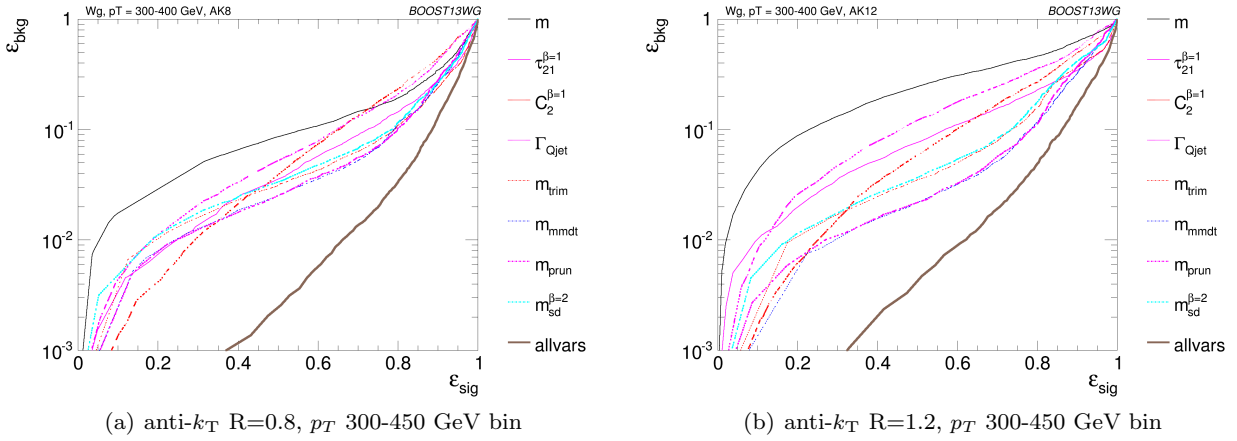 Wg, pT = 300-400 GeV, AK8
BOOST13WG
ε_bkg
1
10^-1
10^-2
10^-3
0
0.2
0.4
0.6
0.8
1
ε_sig
m
τ_21^β=1
C_2^β=1
Γ_Qjet
m_trim
m_mmdt
m_prun
m_sd^β=2
allvars
(a) anti-k_T R=0.8, p_T 300-450 GeV bin
Wg, pT = 300-400 GeV, AK12
BOOST13WG
ε_bkg
1
10^-1
10^-2
10^-3
0
0.2
0.4
0.6
0.8
1
ε_sig
m
τ_21^β=1
C_2^β=1
Γ_Qjet
m_trim
m_mmdt
m_prun
m_sd^β=2
allvars
(b) anti-k_T R=1.2, p_T 300-450 GeV bin